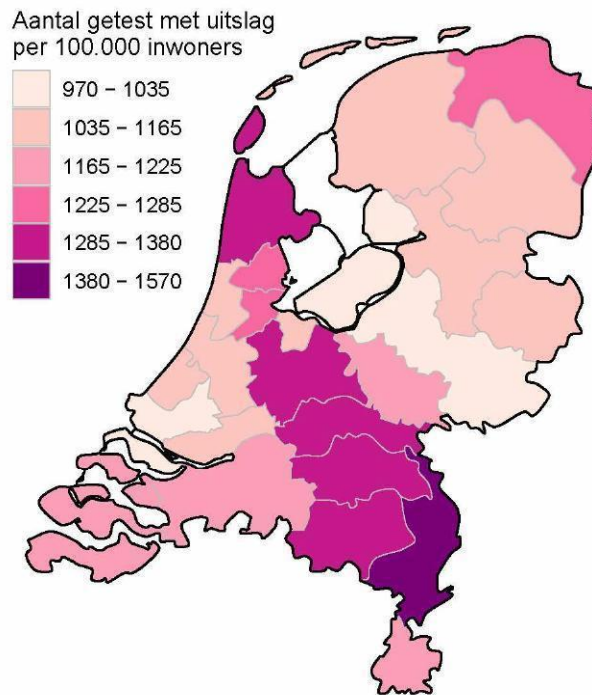 Aantal getest met uitslag
per 100.000 inwoners
970 – 1035
1035 – 1165
1165 – 1225
1225 – 1285
1285 – 1380
1380 – 1570